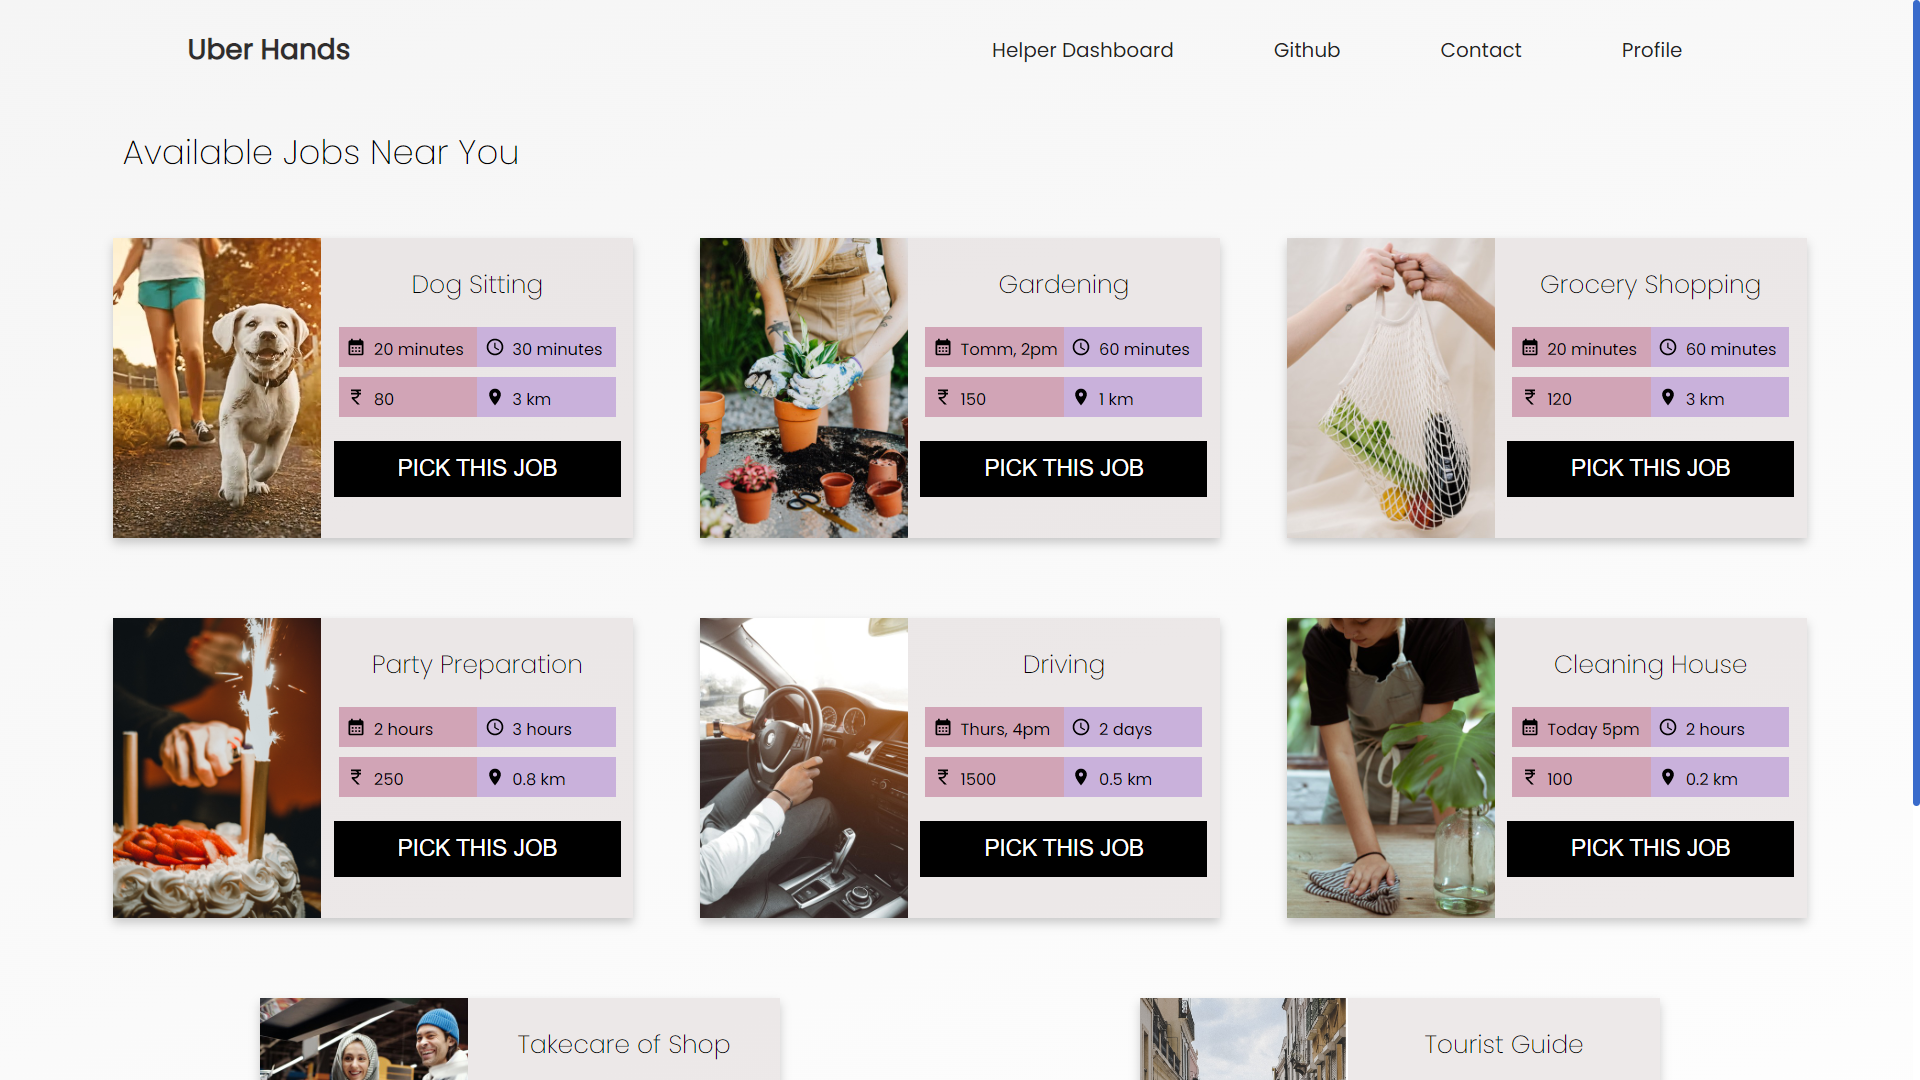 Uber Hands
Helper Dashboard
Github
Contact
Profile
Available Jobs Near You
Dog Sitting
20 minutes
30 minutes
₹ 80
3 km
PICK THIS JOB
Gardening
Tomm, 2pm
60 minutes
₹ 150
1 km
PICK THIS JOB
Grocery Shopping
20 minutes
60 minutes
₹ 120
3 km
PICK THIS JOB
Party Preparation
2 hours
3 hours
₹ 250
0.8 km
PICK THIS JOB
Driving
Thurs, 4pm
2 days
₹ 1500
0.5 km
PICK THIS JOB
Cleaning House
Today 5pm
2 hours
₹ 100
0.2 km
PICK THIS JOB
Takecare of Shop
Tourist Guide